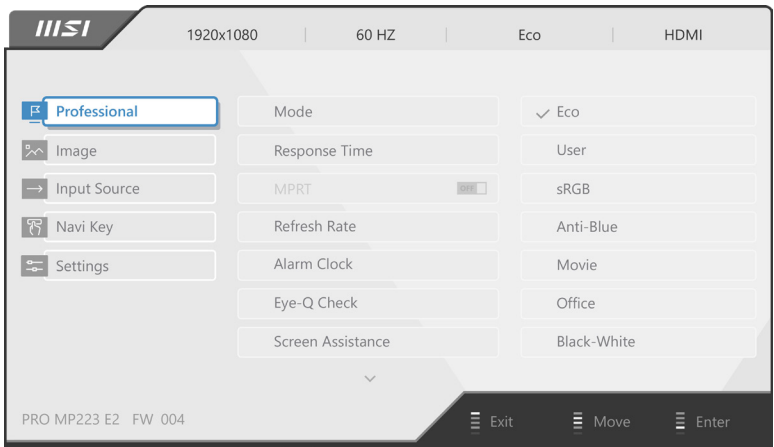 msi
1920x1080 60 HZ Eco HDMI
Professional Mode Eco
Image Response Time User
Input Source MPRT OFF sRGB
Navi Key Refresh Rate Anti-Blue
Settings Alarm Clock Movie
Eye-Q Check Office
Screen Assistance Black-White
PRO MP223 E2 FW 004
Exit Move Enter